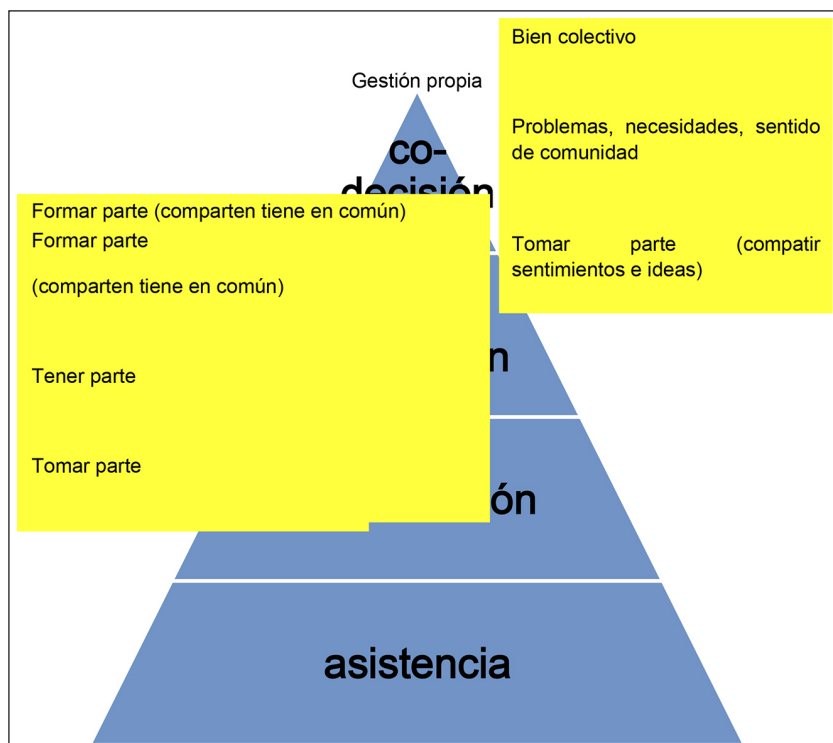 Gestión propia
co-
decisión
Bien colectivo
Problemas, necesidades, sentido
de comunidad
Tomar parte (compatir
sentimientos e ideas)
Formar parte (comparten tiene en común)
Formar parte
(comparten tiene en común)
Tener parte
Tomar parte
asistencia